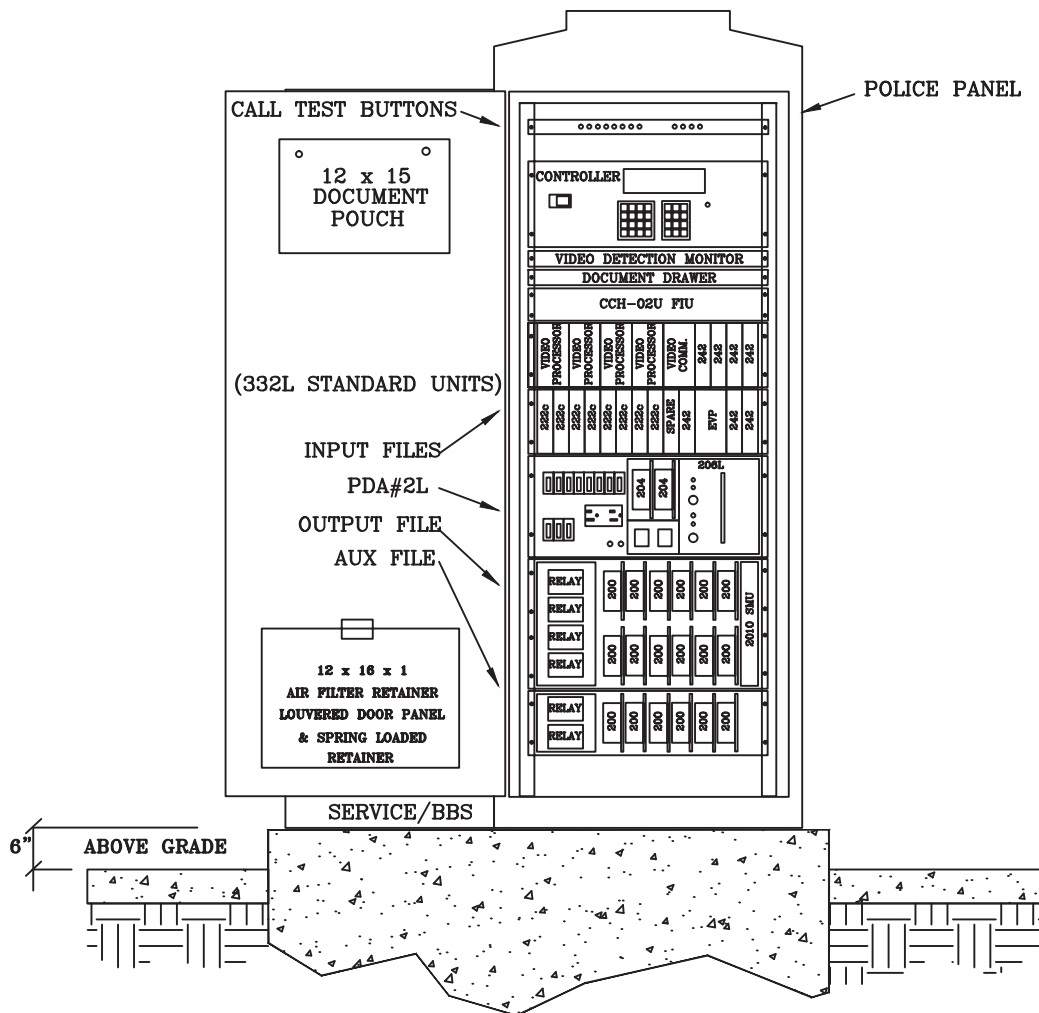 POLICE PANEL
CALL TEST BUTTONS
12 x 15
DOCUMENT
POUCH
CONTROLLER
VIDEO DETECTION MONITOR
DOCUMENT DRAWER
CCH-02U FIU
VIDEO
PROCESSOR
VIDEO
PROCESSOR
VIDEO
PROCESSOR
VIDEO
PROCESSOR
VIDEO
COMM.
242
242
242
242
(332L STANDARD UNITS)
222c
222c
222c
222c
222c
222c
222c
222c
SPARE
242
EVP
242
242
INPUT FILES
PDA#2L
204
204
206L
OUTPUT FILE
AUX FILE
RELAY
RELAY
RELAY
RELAY
200
200
200
200
200
200
2010 SMU
200
200
200
200
200
200
RELAY
RELAY
200
200
200
200
200
200
12 x 16 x 1
AIR FILTER RETAINER
LOUVERED DOOR PANEL
& SPRING LOADED
RETAINER
SERVICE/BBS
6"
ABOVE GRADE